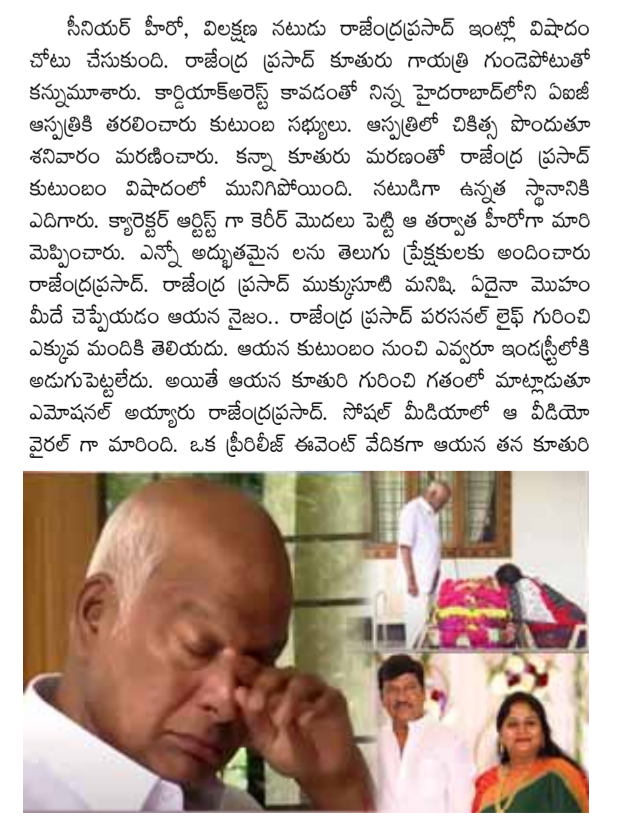 సీనియర్ హీరో, విలక్షణ నటుడు రాజేంద్రప్రసాద్ ఇంట్లో విషాదం
చోటు చేసుకుంది. రాజేంద్ర ప్రసాద్ కూతురు గాయత్రి గుండెపోటుతో
కన్నుమూశారు. కార్డియాక్అరెస్ట్ కావడంతో నిన్న హైదరాబాద్‌లోని ఏఐజీ
ఆస్పత్రికి తరలించారు కుటుంబ సభ్యులు. ఆస్పత్రిలో చికిత్స పొందుతూ
శనివారం మరణించారు. కన్నా కూతురు మరణంతో రాజేంద్ర ప్రసాద్
కుటుంబం విషాదంలో మునిగిపోయింది. నటుడిగా ఉన్నత స్థానానికి
ఎదిగారు. క్యారెక్టర్ ఆర్టిస్ట్ గా కెరీర్ మొదలు పెట్టి ఆ తర్వాత హీరోగా మారి
మెప్పించారు. ఎన్నో అద్భుతమైన లను తెలుగు ప్రేక్షకులకు అందించారు
రాజేంద్రప్రసాద్. రాజేంద్ర ప్రసాద్ ముక్కుసూటి మనిషి. ఏదైనా మొహం
మీదే చెప్పేయడం ఆయన నైజం.. రాజేంద్ర ప్రసాద్ పరసనల్ లైఫ్ గురించి
ఎక్కువ మందికి తెలియదు. ఆయన కుటుంబం నుంచి ఎవ్వరూ ఇండస్ట్రీలోకి
అడుగుపెట్టలేదు. అయితే ఆయన కూతురి గురించి గతంలో మాట్లాడుతూ
ఎమోషనల్ అయ్యారు రాజేంద్రప్రసాద్. సోషల్ మీడియాలో ఆ వీడియో
వైరల్ గా మారింది. ఒక ప్రీరిలీజ్ ఈవెంట్ వేదికగా ఆయన తన కూతురి